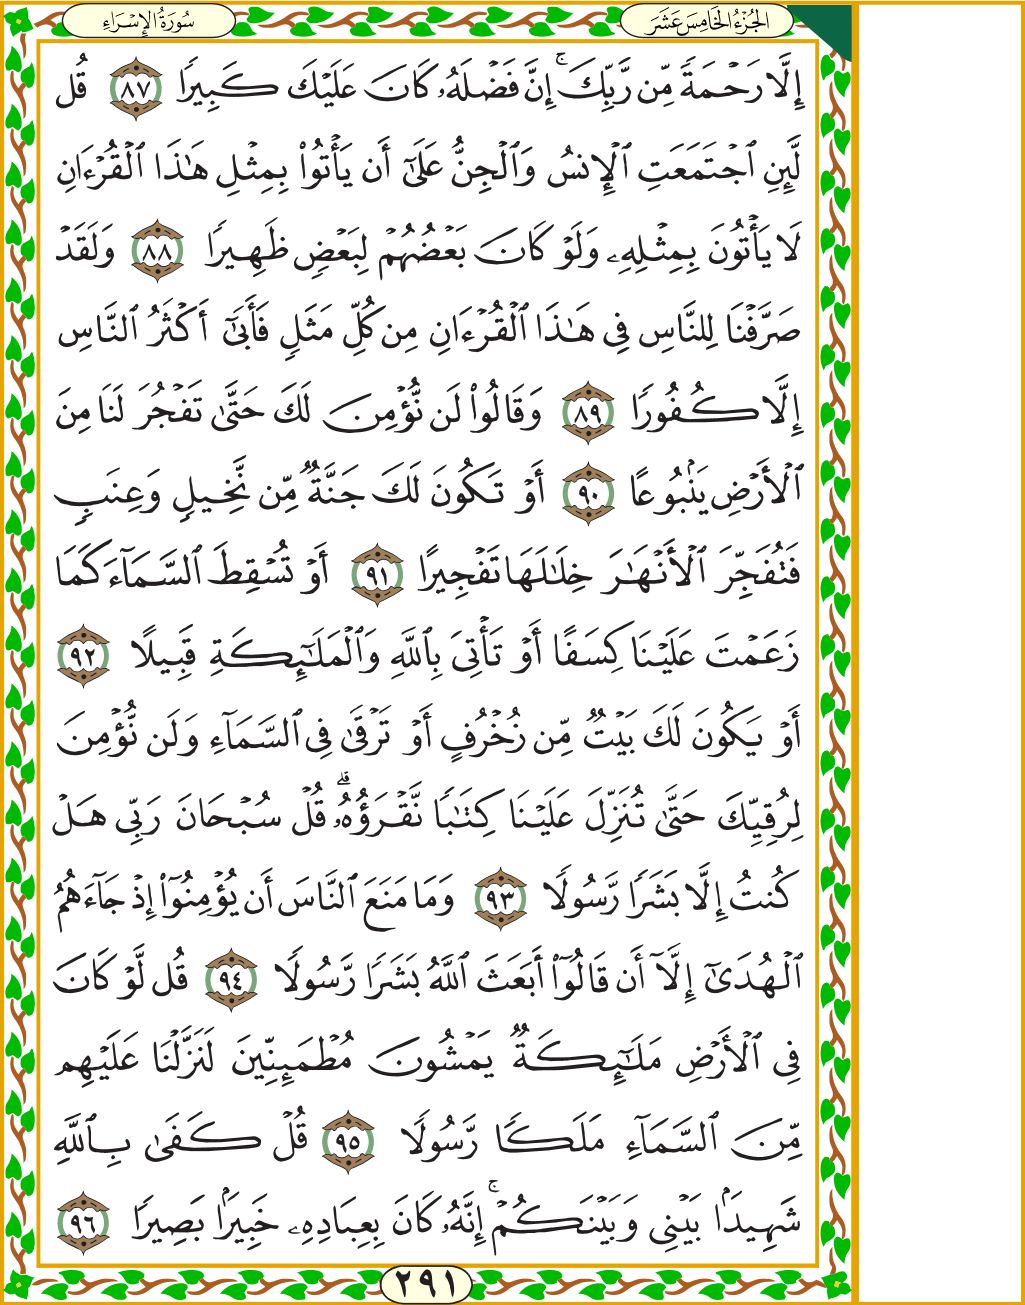 الجُزْءُ الخَامِسَ عَشَرَ
سُورَةُ الإِسْرَاءِ
إِلَّا رَحْمَةً مِّن رَّبِّكَ ۚ إِنَّ فَضْلَهُۥ كَانَ عَلَيْكَ كَبِيرًا ٨٧ قُل
لَّئِنِ ٱجْتَمَعَتِ ٱلْإِنسُ وَٱلْجِنُّ عَلَىٰٓ أَن يَأْتُوا۟ بِمِثْلِ هَـٰذَا ٱلْقُرْءَانِ
لَا يَأْتُونَ بِمِثْلِهِۦ وَلَوْ كَانَ بَعْضُهُمْ لِبَعْضٍ ظَهِيرًا ٨٨ وَلَقَدْ
صَرَّفْنَا لِلنَّاسِ فِى هَـٰذَا ٱلْقُرْءَانِ مِن كُلِّ مَثَلٍ فَأَبَىٰٓ أَكْثَرُ ٱلنَّاسِ
إِلَّا كُفُورًا ٨٩ وَقَالُوا۟ لَن نُّؤْمِنَ لَكَ حَتَّىٰ تَفْجُرَ لَنَا مِنَ
ٱلْأَرْضِ يَنۢبُوعًا ٩٠ أَوْ تَكُونَ لَكَ جَنَّةٌ مِّن نَّخِيلٍ وَعِنَبٍ
فَتُفَجِّرَ ٱلْأَنْهَـٰرَ خِلَـٰلَهَا تَفْجِيرًا ٩١ أَوْ تُسْقِطَ ٱلسَّمَآءَ كَمَا
زَعَمْتَ عَلَيْنَا كِسَفًا أَوْ تَأْتِىَ بِٱللَّهِ وَٱلْمَلَـٰٓئِكَةِ قَبِيلًا ٩٢
أَوْ يَكُونَ لَكَ بَيْتٌ مِّن زُخْرُفٍ أَوْ تَرْقَىٰ فِى ٱلسَّمَآءِ وَلَن نُّؤْمِنَ
لِرُقِيِّكَ حَتَّىٰ تُنَزِّلَ عَلَيْنَا كِتَـٰبًا نَّقْرَؤُهُۥ ۗ قُلْ سُبْحَانَ رَبِّى هَلْ
كُنتُ إِلَّا بَشَرًا رَّسُولًا ٩٣ وَمَا مَنَعَ ٱلنَّاسَ أَن يُؤْمِنُوٓا۟ إِذْ جَآءَهُمُ
ٱلْهُدَىٰٓ إِلَّآ أَن قَالُوٓا۟ أَبَعَثَ ٱللَّهُ بَشَرًا رَّسُولًا ٩٤ قُل لَّوْ كَانَ
فِى ٱلْأَرْضِ مَلَـٰٓئِكَةٌ يَمْشُونَ مُطْمَئِنِّينَ لَنَزَّلْنَا عَلَيْهِم
مِّنَ ٱلسَّمَآءِ مَلَكًا رَّسُولًا ٩٥ قُلْ كَفَىٰ بِٱللَّهِ
شَهِيدًۢا بَيْنِى وَبَيْنَكُمْ ۚ إِنَّهُۥ كَانَ بِعِبَادِهِۦ خَبِيرًۢا بَصِيرًا ٩٦
٢٩١